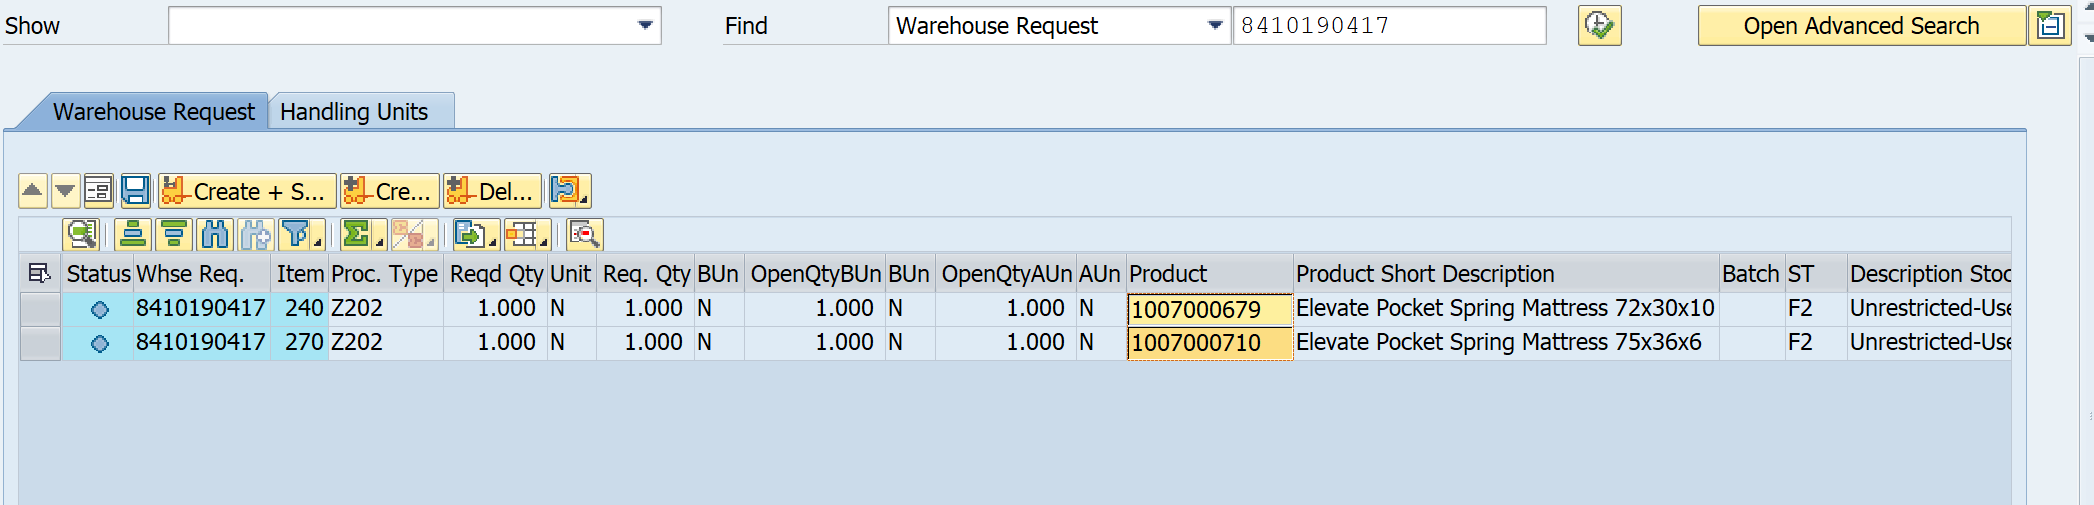 Show Find Warehouse Request 8410190417 Open Advanced Search
Warehouse Request Handling Units
Create + S... Cre... Del...
Status Whse Req. Item Proc. Type Reqd Qty Unit Req. Qty BUn OpenQtyBUn BUn OpenQtyAUn AUn Product Product Short Description Batch ST Description Stoc
8410190417 240 Z202 1.000 N 1.000 N 1.000 N 1.000 N 1007000679 Elevate Pocket Spring Mattress 72x30x10 F2 Unrestricted-Use
8410190417 270 Z202 1.000 N 1.000 N 1.000 N 1.000 N 1007000710 Elevate Pocket Spring Mattress 75x36x6 F2 Unrestricted-Use